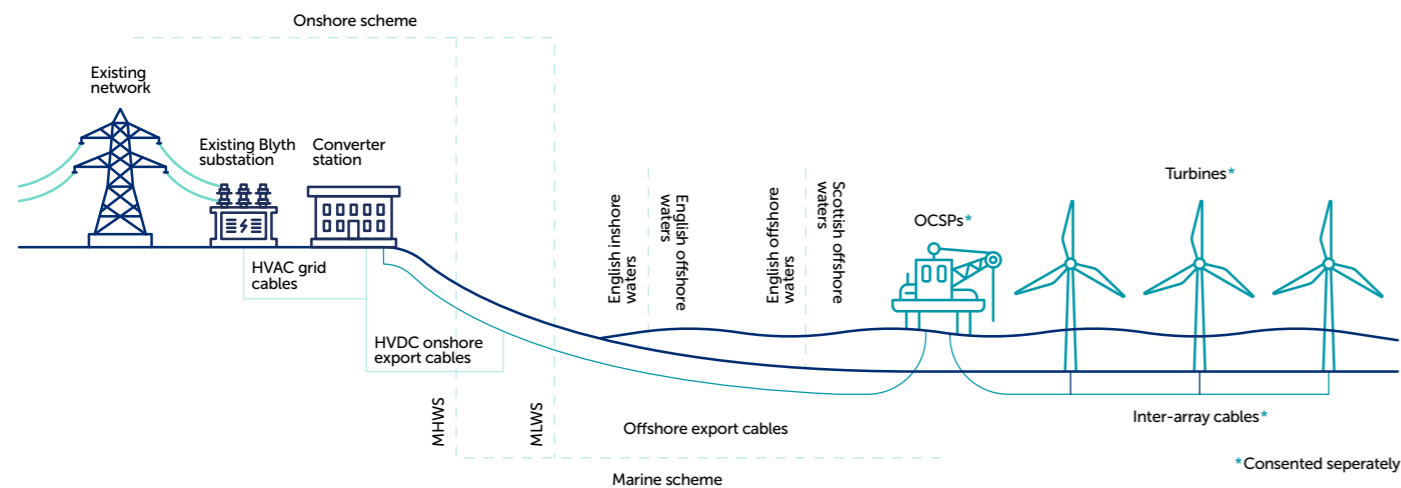 Onshore scheme
Existing
network
Existing Blyth
substation
Converter
station
HVAC grid
cables
HVDC onshore
export cables
MHWS
MLWS
English inshore
waters
English offshore
waters
English offshore
waters
Scottish offshore
waters
OCSPs*
Turbines*
Offshore export cables
Inter-array cables*
Marine scheme
*Consented seperately